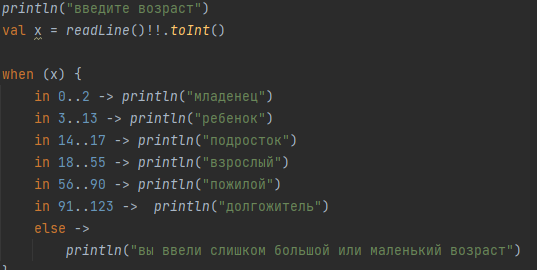 println("введите возраст")
val x = readLine()!!.toInt()
when (x) {
in 0..2 -> println("младенец")
in 3..13 -> println("ребенок")
in 14..17 -> println("подросток")
in 18..55 -> println("взрослый")
in 56..90 -> println("пожилой")
in 91..123 ->  println("долгожитель")
else ->
println("вы ввели слишком большой или маленький возраст")
}